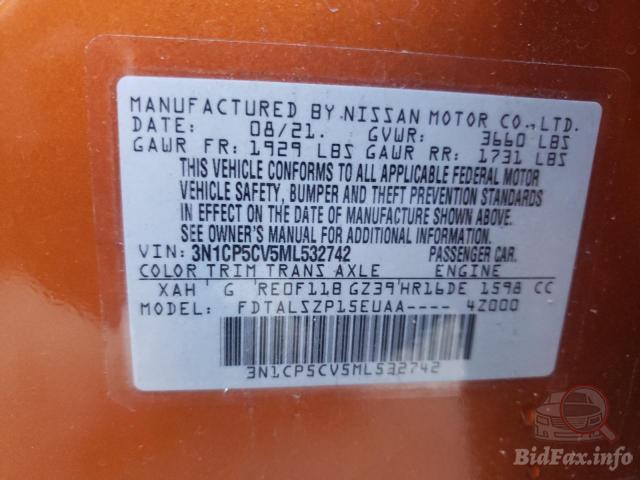 MANUFACTURED BY NISSAN MOTOR CO., LTD.
DATE: 08/21. GVWR: 3660 LBS
GAWR FR: 1929 LBS GAWR RR: 1731 LBS
THIS VEHICLE CONFORMS TO ALL APPLICABLE FEDERAL MOTOR
VEHICLE SAFETY, BUMPER AND THEFT PREVENTION STANDARDS
IN EFFECT ON THE DATE OF MANUFACTURE SHOWN ABOVE.
SEE OWNER'S MANUAL FOR ADDITIONAL INFORMATION.
VIN: 3N1CP5CV5ML532742 PASSENGER CAR.
COLOR TRIM TRANS AXLE ENGINE
XAH ' G ' RE0F11B GZ39 'HR16DE 1598 CC
MODEL: FDTALSZP15EUAA---- 4Z000
3N1CP5CV5ML532742
BidFax.info